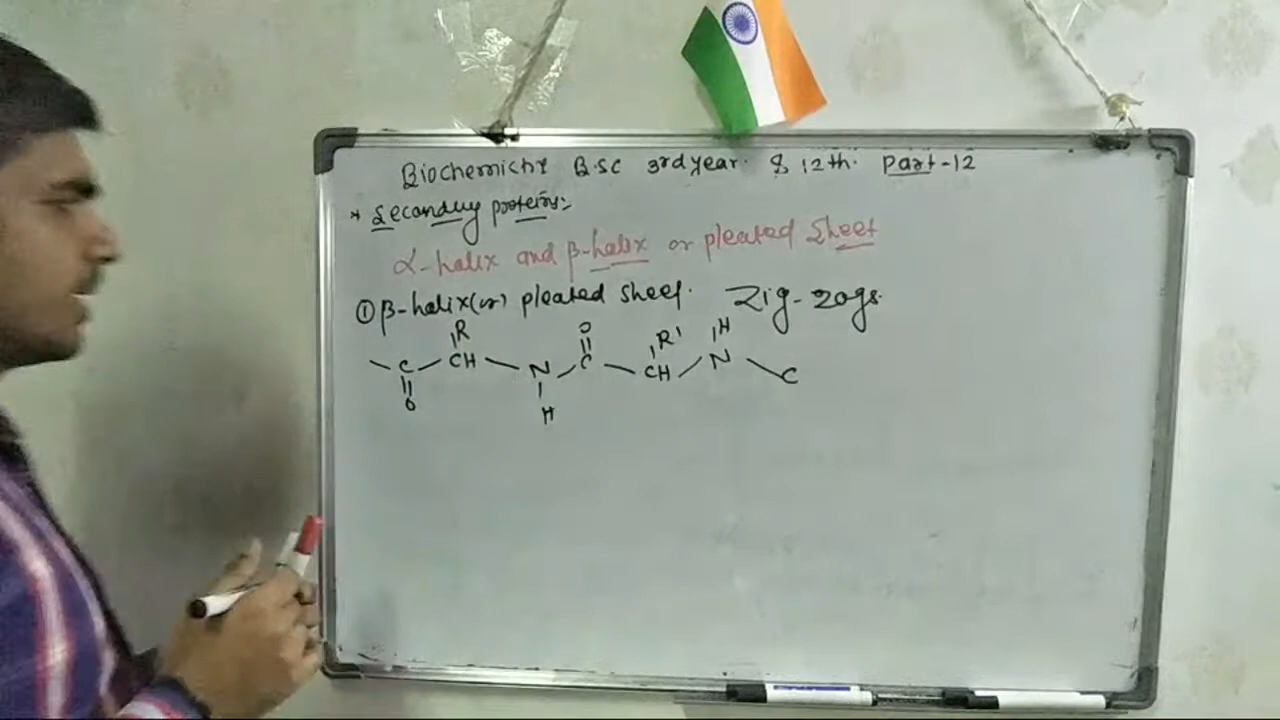 Biochemistry B.SC 3rd year. & 12th. Part-12
* Secondary proteins:-
α-helix and β-helix or pleated sheet
① β-helix (or) pleated sheet. Zig-zags.
R O R' H
C CH N C CH N C
O H